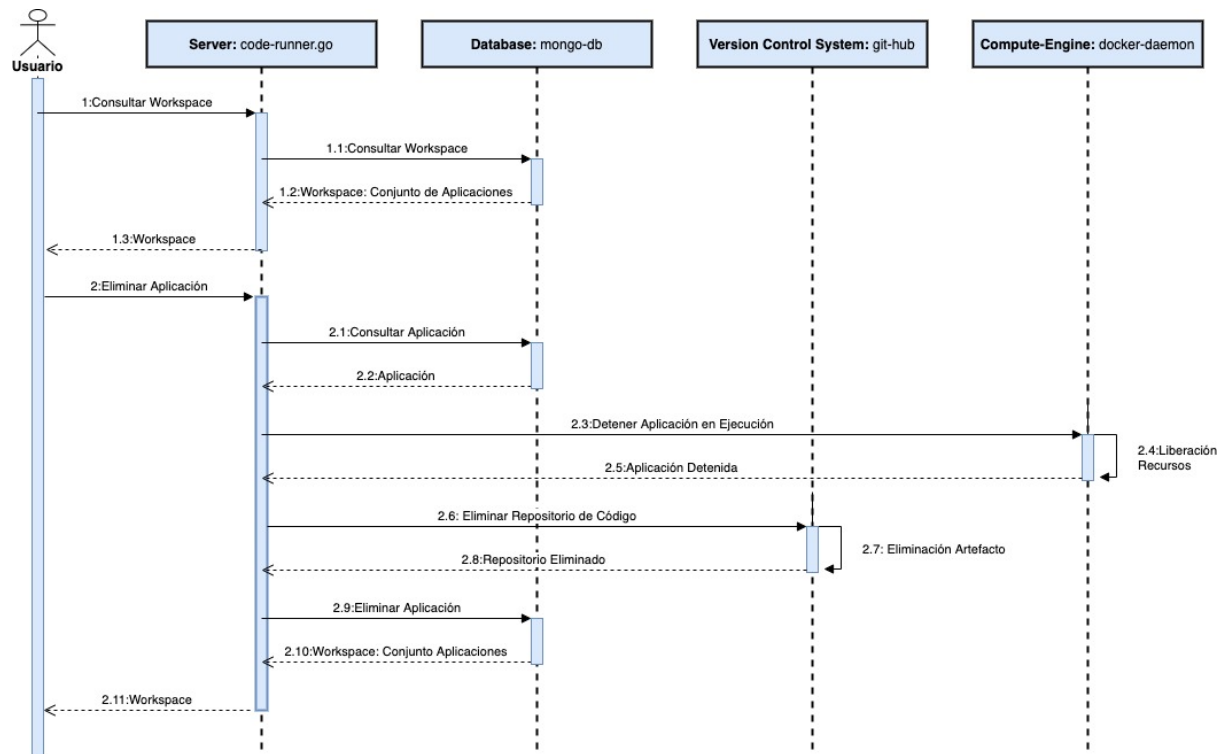 Usuario
Server: code-runner.go
Database: mongo-db
Version Control System: git-hub
Compute-Engine: docker-daemon
1:Consultar Workspace
1.1:Consultar Workspace
1.2:Workspace: Conjunto de Aplicaciones
1.3:Workspace
2:Eliminar Aplicación
2.1:Consultar Aplicación
2.2:Aplicación
2.3:Detener Aplicación en Ejecución
2.4:Liberación
Recursos
2.5:Aplicación Detenida
2.6: Eliminar Repositorio de Código
2.7: Eliminación Artefacto
2.8:Repositorio Eliminado
2.9:Eliminar Aplicación
2.10:Workspace: Conjunto Aplicaciones
2.11:Workspace